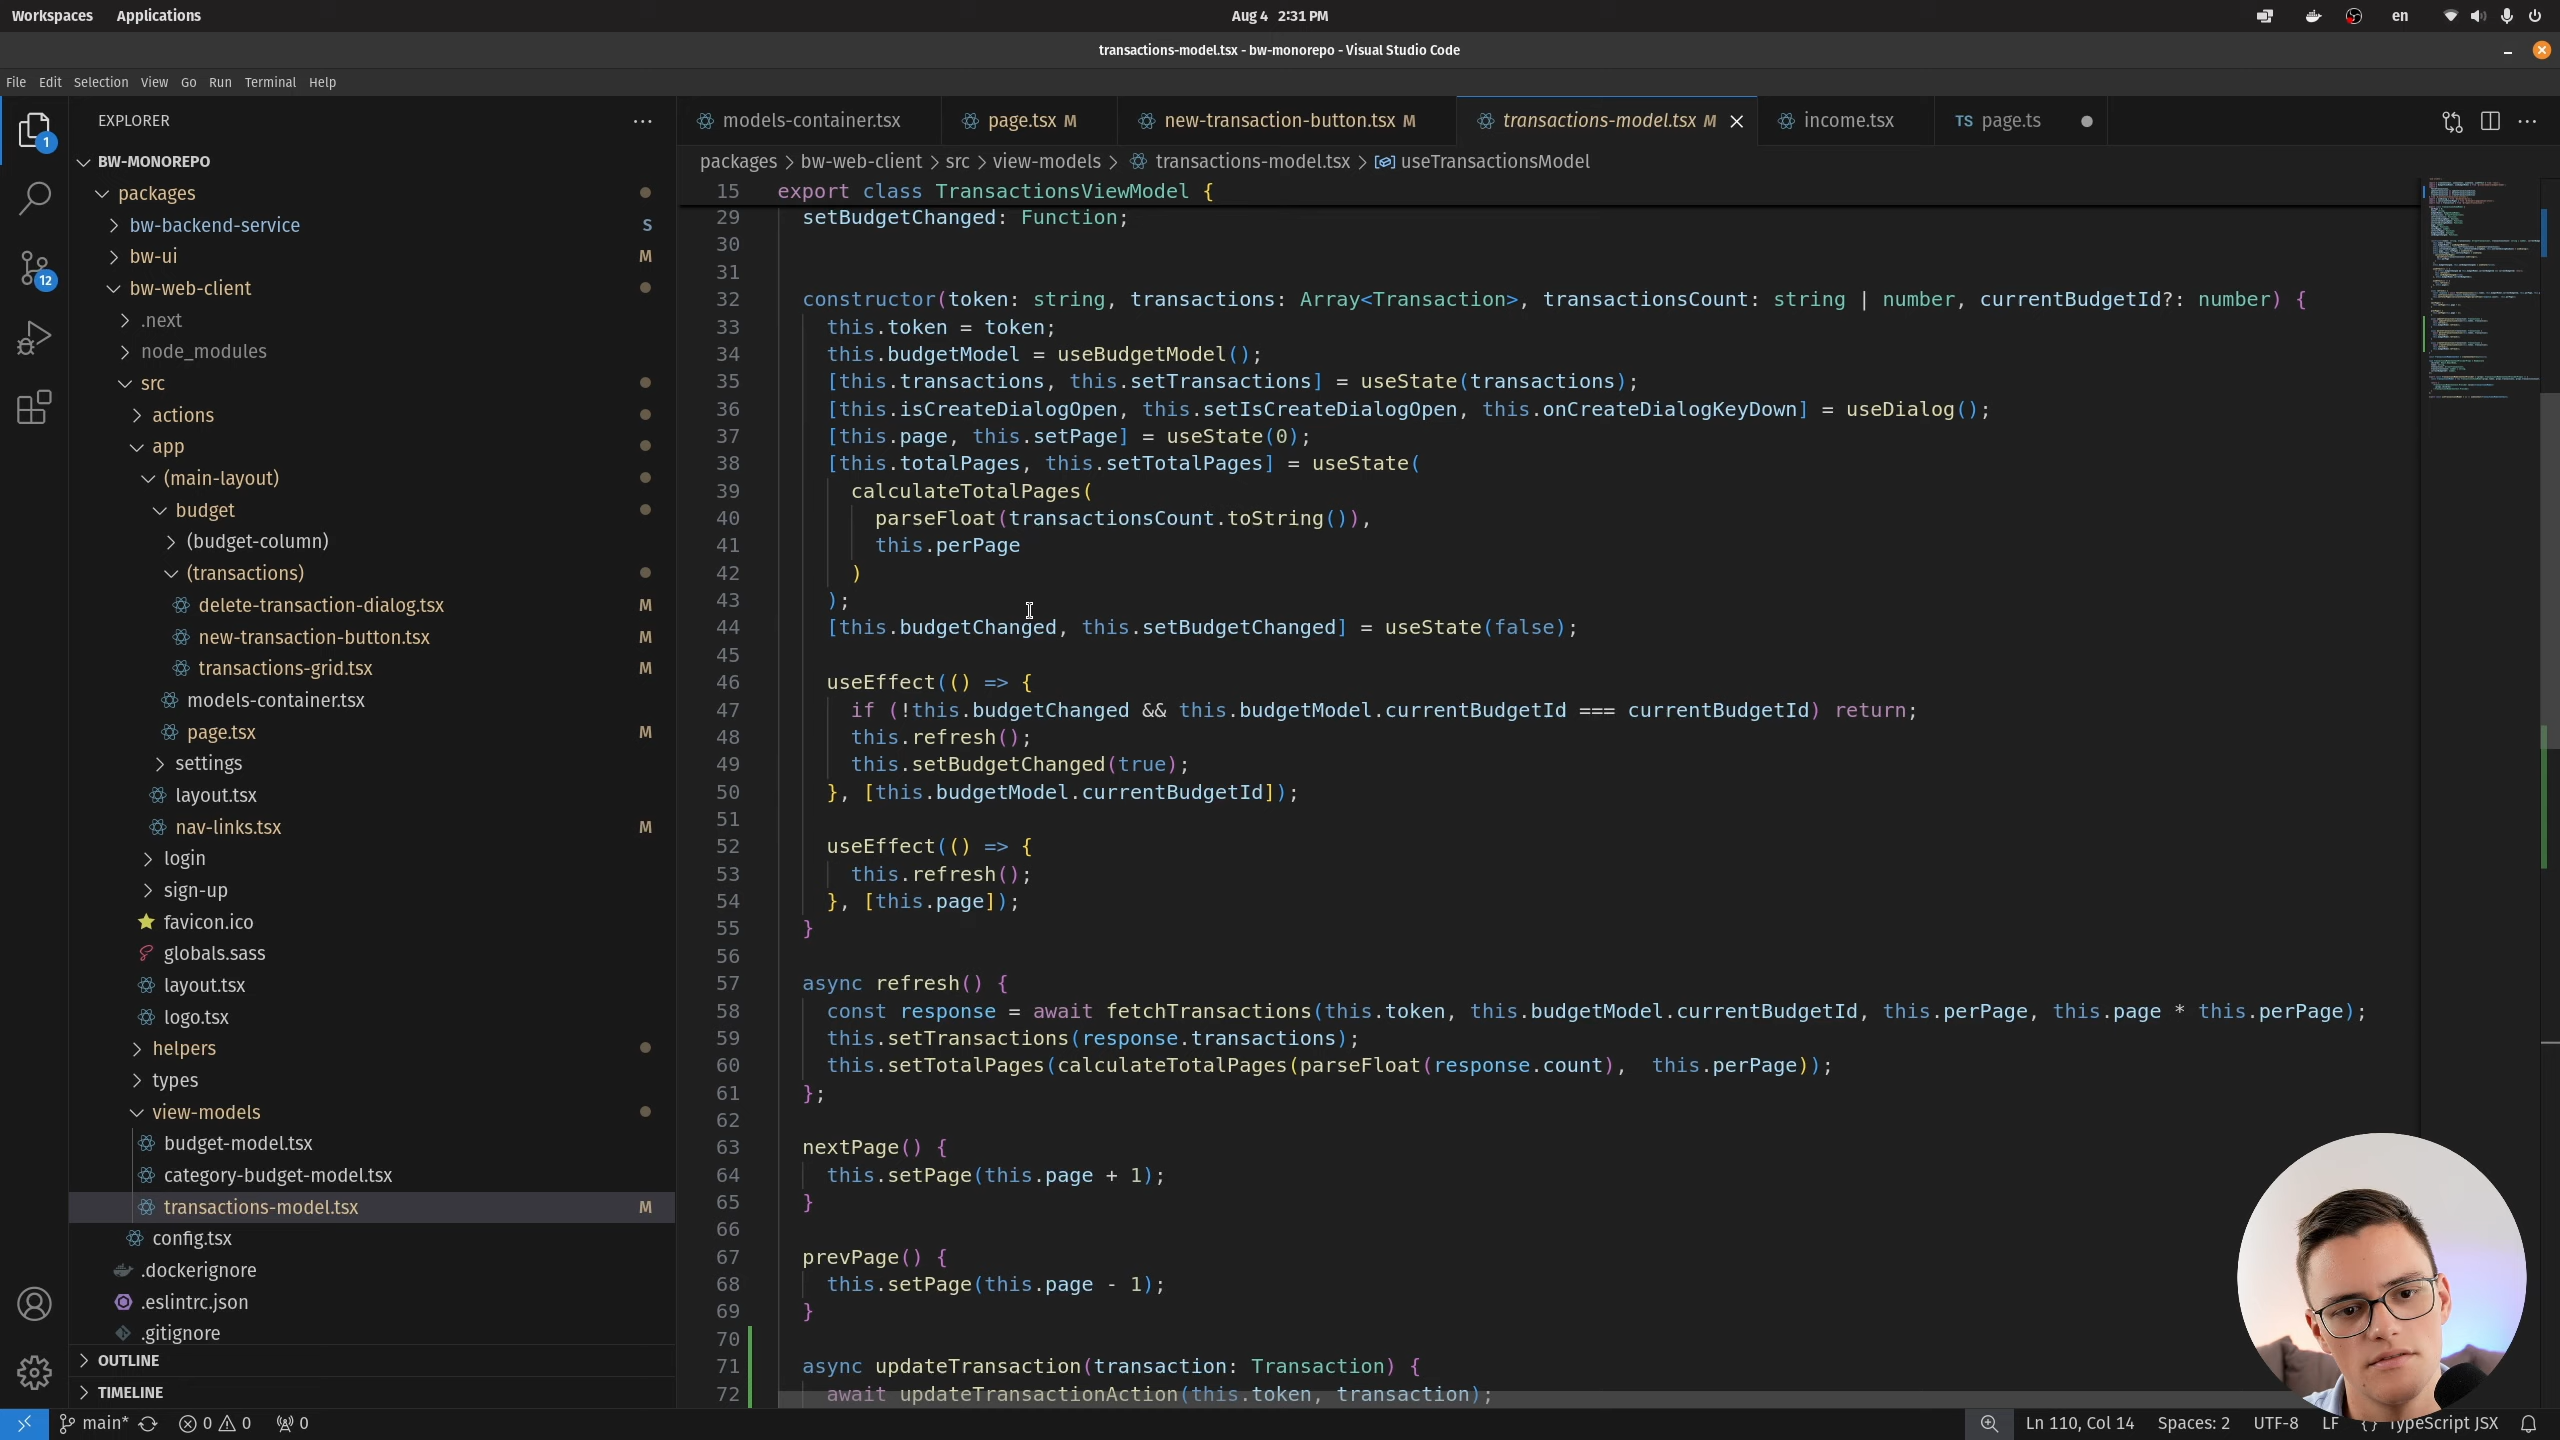 Workspaces Applications Aug 4 2:31 PM en
transactions-model.tsx - bw-monorepo - Visual Studio Code
File Edit Selection View Go Run Terminal Help
EXPLORER
BW-MONOREPO
packages
bw-backend-service S
bw-ui M
bw-web-client
.next
node_modules
src
actions
app
(main-layout)
budget
(budget-column)
(transactions)
delete-transaction-dialog.tsx M
new-transaction-button.tsx M
transactions-grid.tsx M
models-container.tsx
page.tsx M
settings
layout.tsx
nav-links.tsx M
login
sign-up
favicon.ico
globals.sass
layout.tsx
logo.tsx
helpers
types
view-models
budget-model.tsx
category-budget-model.tsx
transactions-model.tsx M
config.tsx
.dockerignore
.eslintrc.json
.gitignore
OUTLINE
TIMELINE
1
12
models-container.tsx page.tsx M new-transaction-button.tsx M transactions-model.tsx M income.tsx TS page.ts
packages > bw-web-client > src > view-models > transactions-model.tsx > useTransactionsModel
15 export class TransactionsViewModel {
29 setBudgetChanged: Function;
30
31
32 constructor(token: string, transactions: Array<Transaction>, transactionsCount: string | number, currentBudgetId?: number) {
33 this.token = token;
34 this.budgetModel = useBudgetModel();
35 [this.transactions, this.setTransactions] = useState(transactions);
36 [this.isCreateDialogOpen, this.setIsCreateDialogOpen, this.onCreateDialogKeyDown] = useDialog();
37 [this.page, this.setPage] = useState(0);
38 [this.totalPages, this.setTotalPages] = useState(
39 calculateTotalPages(
40 parseFloat(transactionsCount.toString()),
41 this.perPage
42 )
43 );
44 [this.budgetChanged, this.setBudgetChanged] = useState(false);
45
46 useEffect(() => {
47 if (!this.budgetChanged && this.budgetModel.currentBudgetId === currentBudgetId) return;
48 this.refresh();
49 this.setBudgetChanged(true);
50 }, [this.budgetModel.currentBudgetId]);
51
52 useEffect(() => {
53 this.refresh();
54 }, [this.page]);
55 }
56
57 async refresh() {
58 const response = await fetchTransactions(this.token, this.budgetModel.currentBudgetId, this.perPage, this.page * this.perPage);
59 this.setTransactions(response.transactions);
60 this.setTotalPages(calculateTotalPages(parseFloat(response.count), this.perPage));
61 };
62
63 nextPage() {
64 this.setPage(this.page + 1);
65 }
66
67 prevPage() {
68 this.setPage(this.page - 1);
69 }
70
71 async updateTransaction(transaction: Transaction) {
72 await updateTransactionAction(this.token, transaction);
main* 0 0 0 Ln 110, Col 14 Spaces: 2 UTF-8 LF {} TypeScript JSX